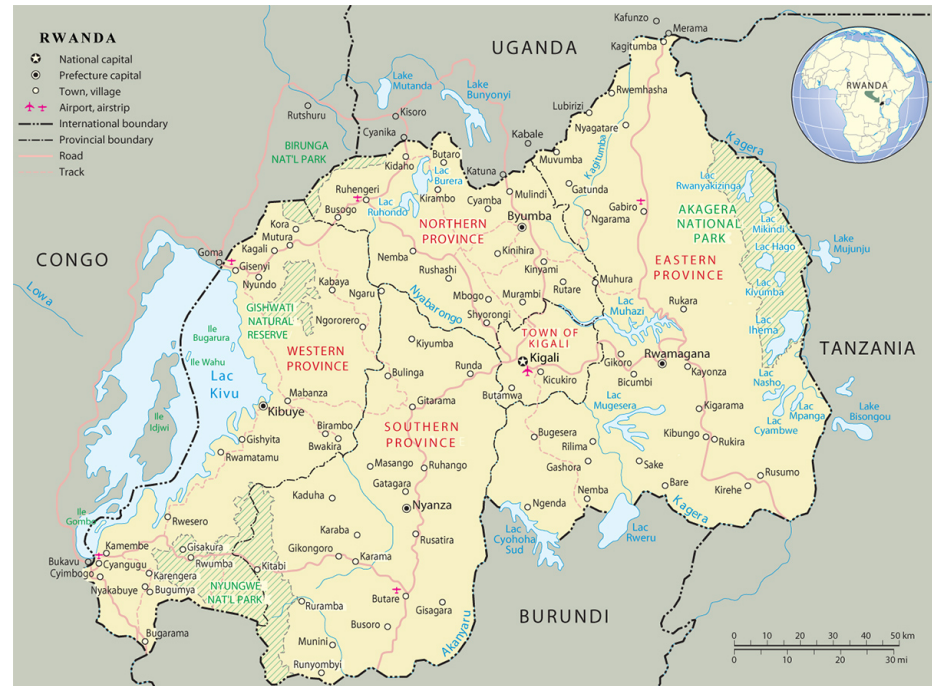 RWANDA
National capital
Prefecture capital
Town, village
Airport, airstrip
International boundary
Provincial boundary
Road
Track
RWANDA
UGANDA
CONGO
TANZANIA
BURUNDI
Kafunzo
Merama
Kagitumba
Rwemhasha
Lubirizi
Nyagatare
Kagitumba
Kabale
Muvumba
Katuna
Lake
Mutanda
Lake
Bunyonyi
Kisoro
Rutshuru
Cyanika
BIRUNGA
NAT'L PARK
Kidaho
Butaro
Lac
Burera
Kirambo
Ruhengeri
Lac
Ruhondo
Busogo
Cyamba
Mulindi
Gatunda
Ngarama
Gabiro
Byumba
NORTHERN
PROVINCE
Kora
Mutura
Kagali
Goma
Gisenyi
Nyundo
Nemba
Kinihira
Rushashi
Kinyami
Rutare
Muhura
Mbogo
Murambi
Shyorongi
Kabaya
Ngaru
Nyabarongo
Ngororero
GISHWATI
NATURAL
RESERVE
Kagera
Lac
Rwanyakizinga
AKAGERA
NATIONAL
PARK
Lac
Mikindi
Lac Hago
Lake
Mujunju
Lac
Kivumba
EASTERN
PROVINCE
Rukara
Lac
Muhazi
Lac
Ihema
Lowa
Ile
Bugarura
Ile Wahu
Lac
Kivu
Ile
Idjwi
Ile
Gombo
WESTERN
PROVINCE
Kiyumba
TOWN OF
KIGALI
Kigali
Kicukiro
Runda
Butamwa
Bulinga
Gitarama
Gikoro
Bicumbi
Rwamagana
Kayonza
Lac
Nasho
Lac
Mpanga
Lac
Cyambwe
Lake
Bisongou
Mabanza
Kibuye
SOUTHERN
PROVINCE
Lac
Mugesera
Kigarama
Kibungo
Rukira
Birambo
Bwakira
Gishyita
Rwamatamu
Bugesera
Rilima
Gashora
Sake
Masango
Ruhango
Gatagara
Nyanza
Kaduha
Nemba
Ngenda
Bare
Kirehe
Rusumo
Kagera
Lac
Cyohoha
Sud
Lac
Rweru
Rwesero
Karaba
Rusatira
Gikongoro
Karama
Kamembe
Bukavu
Cyangugu
Cyimbogo
Gisakura
Rwumba
Kitabi
Karengera
Nyakabuye
Bugumya
NYUNGWE
NAT'L PARK
Butare
Gisagara
Ruramba
Busoro
Munini
Runyombyi
Bugarama
Akanyaru
0 10 20 30 40 50 km
0 10 20 30 mi